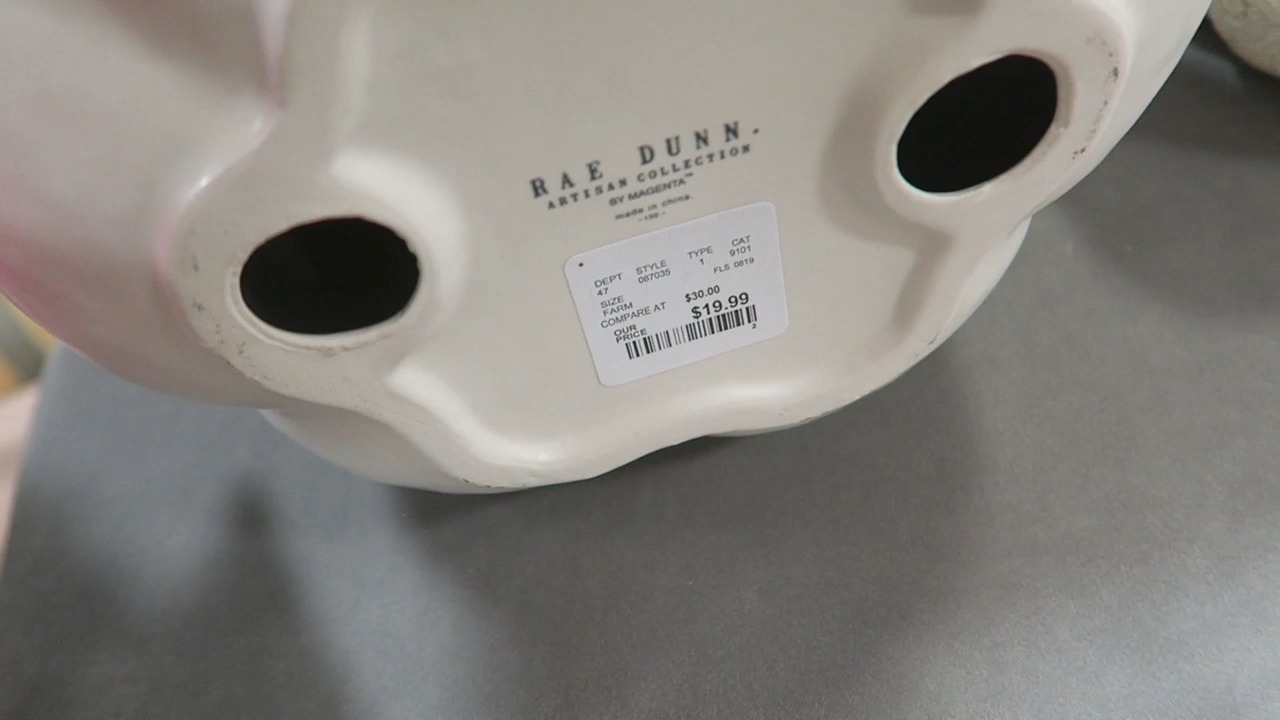 RAE DUNN.
ARTISAN COLLECTION
BY MAGENTA™
made in china.
-190-
DEPT STYLE TYPE CAT
47 087035 1 9101
SIZE FLS 0819
FARM
COMPARE AT $30.00
OUR PRICE $19.99
2